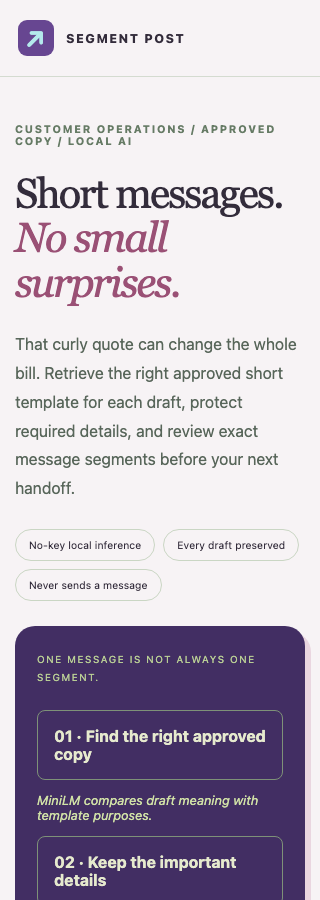 SEGMENT POST
CUSTOMER OPERATIONS / APPROVED
COPY / LOCAL AI
Short messages.
No small
surprises.
That curly quote can change the whole
bill. Retrieve the right approved short
template for each draft, protect
required details, and review exact
message segments before your next
handoff.
No-key local inference
Every draft preserved
Never sends a message
ONE MESSAGE IS NOT ALWAYS ONE
SEGMENT.
01 · Find the right approved
copy
MiniLM compares draft meaning with
template purposes.
02 · Keep the important
details